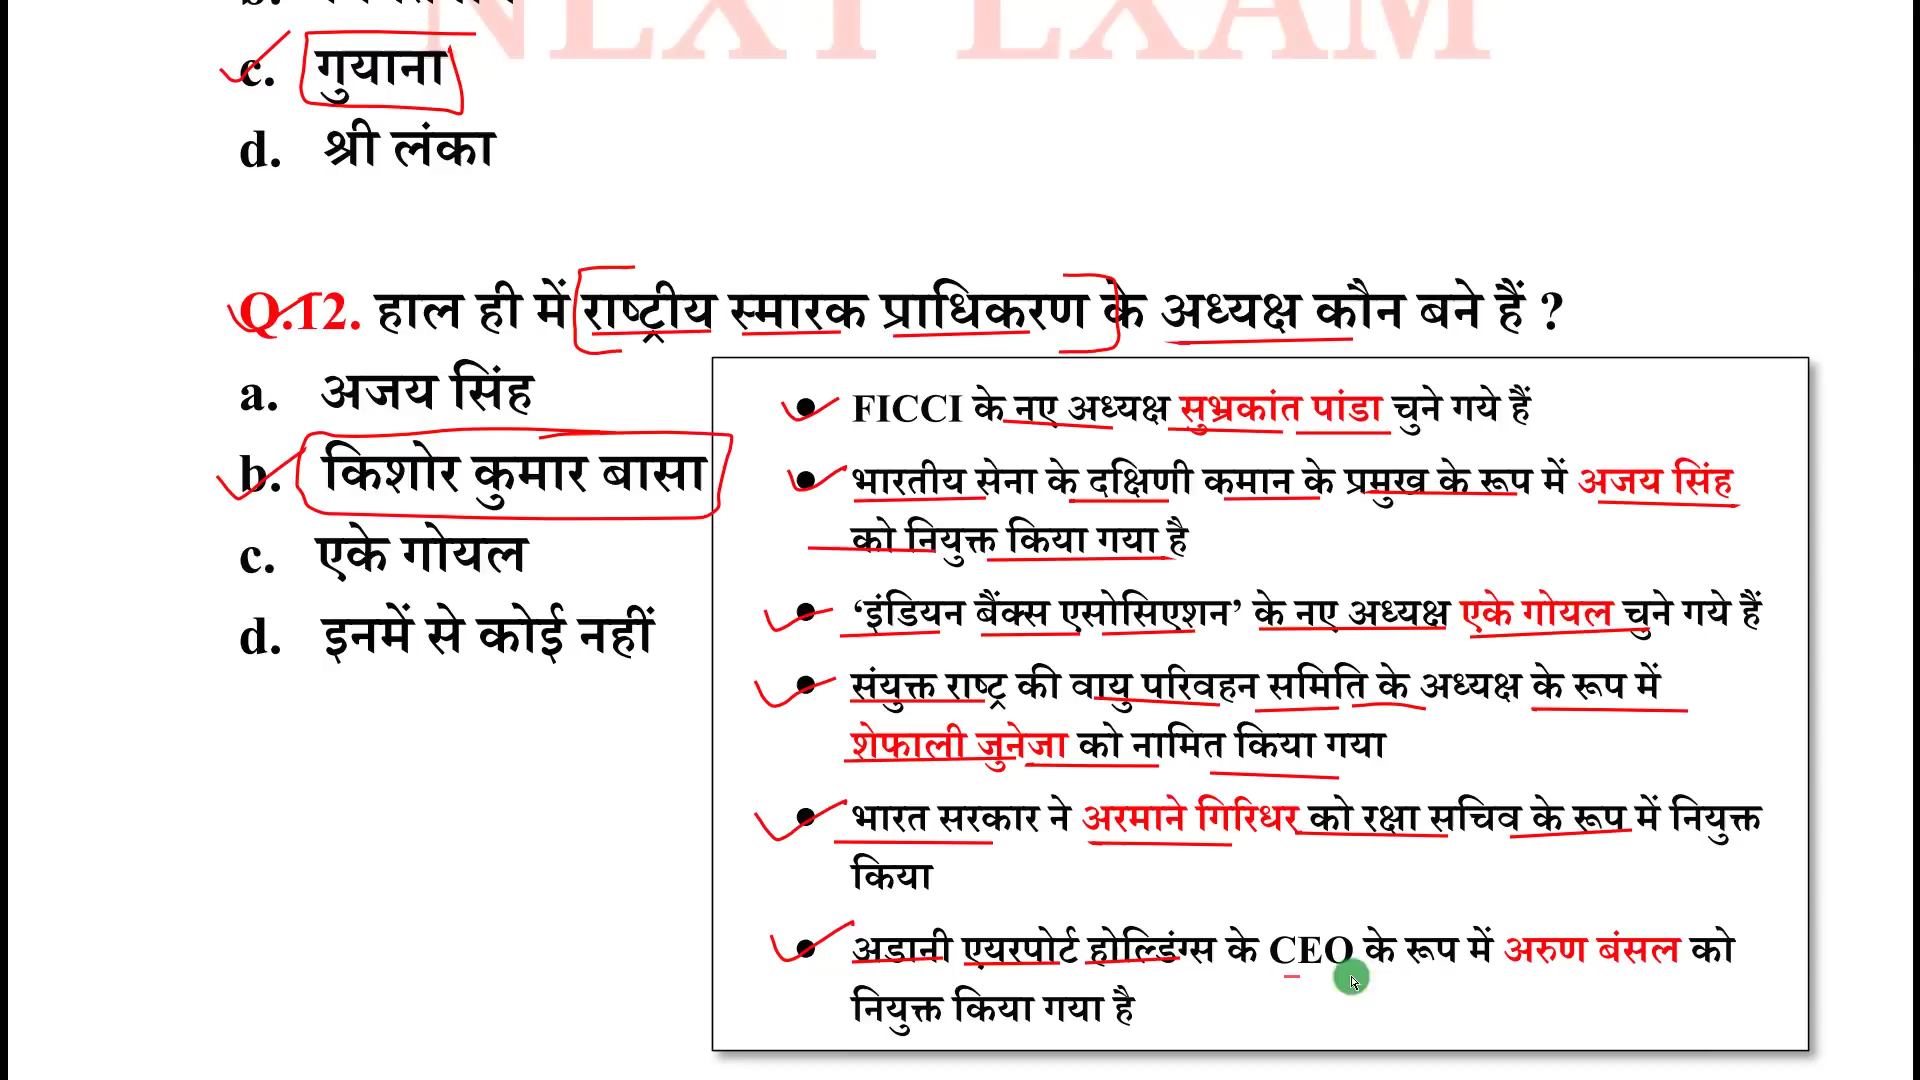 NEXT EXAM
c. गुयाना
d. श्री लंका
Q.12. हाल ही में राष्ट्रीय स्मारक प्राधिकरण के अध्यक्ष कौन बने हैं ?
a. अजय सिंह
b. किशोर कुमार बासा
c. एके गोयल
d. इनमें से कोई नहीं
● FICCI के नए अध्यक्ष सुभ्रकांत पांडा चुने गये हैं
● भारतीय सेना के दक्षिणी कमान के प्रमुख के रूप में अजय सिंह
को नियुक्त किया गया है
● ‘इंडियन बैंक्स एसोसिएशन’ के नए अध्यक्ष एके गोयल चुने गये हैं
● संयुक्त राष्ट्र की वायु परिवहन समिति के अध्यक्ष के रूप में
शेफाली जुनेजा को नामित किया गया
● भारत सरकार ने अरमाने गिरिधर को रक्षा सचिव के रूप में नियुक्त
किया
● अडानी एयरपोर्ट होल्डिंग्स के CEO के रूप में अरुण बंसल को
नियुक्त किया गया है